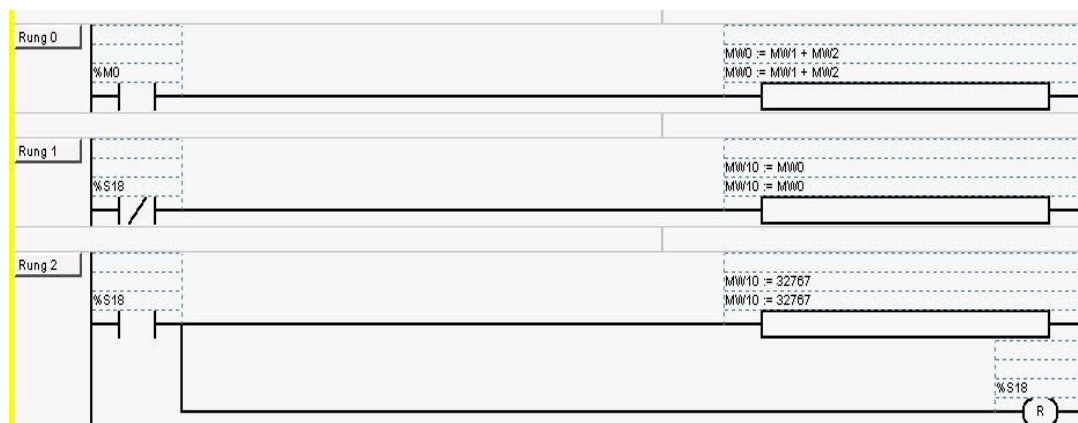 Rung 0
MW0 := MW1 + MW2
%M0
MW0 := MW1 + MW2
Rung 1
MW10 := MW0
%S18
MW10 := MW0
Rung 2
MW10 := 32767
%S18
MW10 := 32767
%S18
R